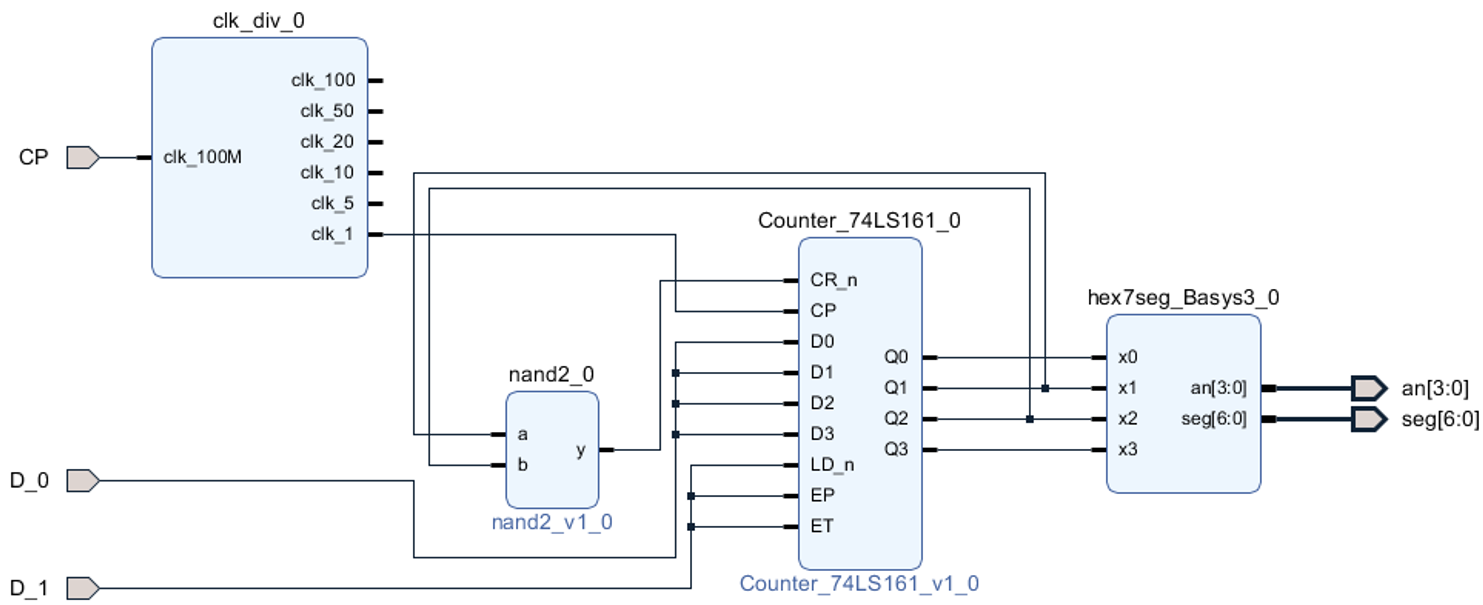 clk_div_0
clk_100
clk_50
clk_20
clk_10
clk_5
clk_1
CP
clk_100M
Counter_74LS161_0
CR_n
CP
D0
D1
D2
D3
LD_n
EP
ET
Q0
Q1
Q2
Q3
Counter_74LS161_v1_0
hex7seg_Basys3_0
x0
x1
x2
x3
an[3:0]
seg[6:0]
an[3:0]
seg[6:0]
nand2_0
a
b
y
nand2_v1_0
D_0
D_1